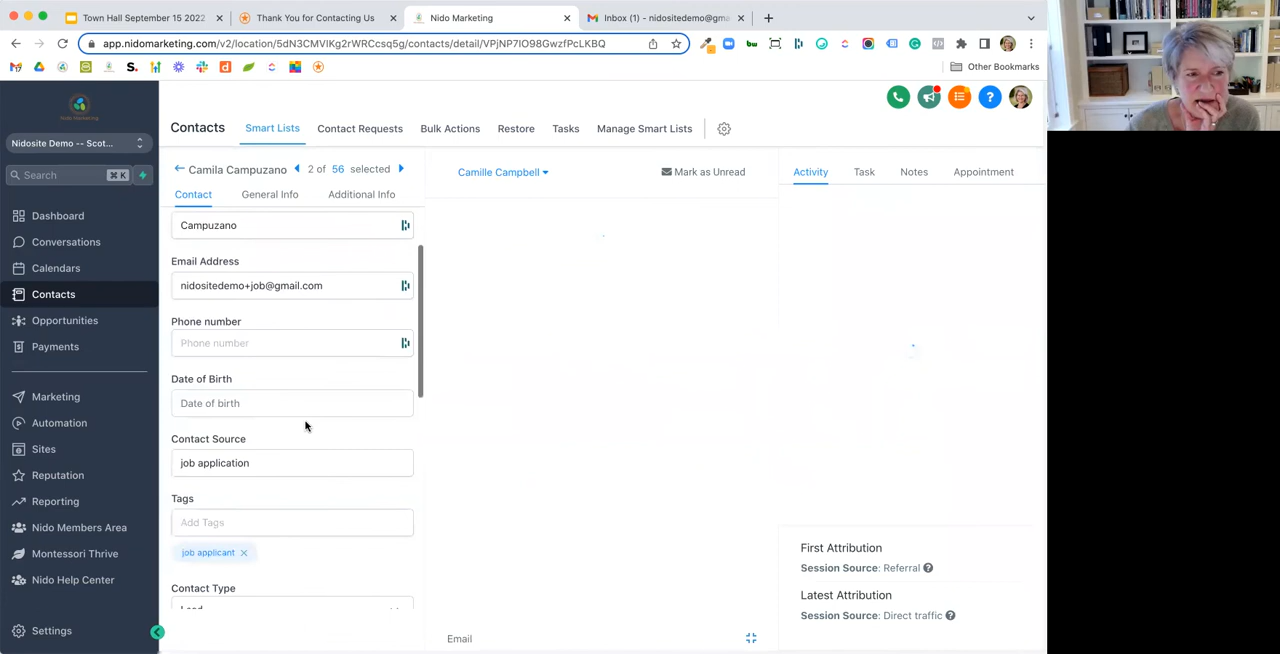 Town Hall September 15 2022
Thank You for Contacting Us
Nido Marketing
Inbox (1) - nidositedemo@gm
app.nidomarketing.com/v2/location/5dN3CMVIKg2rWRCcsq5g/contacts/detail/VPjNP7IO98GwzfPcLKBQ
Other Bookmarks
Nido Marketing
Nidosite Demo -- Scot...
Search
⌘ K
Dashboard
Conversations
Calendars
Contacts
Opportunities
Payments
Marketing
Automation
Sites
Reputation
Reporting
Nido Members Area
Montessori Thrive
Nido Help Center
Settings
Contacts
Smart Lists
Contact Requests
Bulk Actions
Restore
Tasks
Manage Smart Lists
Camila Campuzano
2 of 56 selected
Contact
General Info
Additional Info
Campuzano
Email Address
nidositedemo+job@gmail.com
Phone number
Phone number
Date of Birth
Date of birth
Contact Source
job application
Tags
Add Tags
job applicant
Contact Type
Lead
Camille Campbell
Mark as Unread
Email
Activity
Task
Notes
Appointment
First Attribution
Session Source: Referral
Latest Attribution
Session Source: Direct traffic